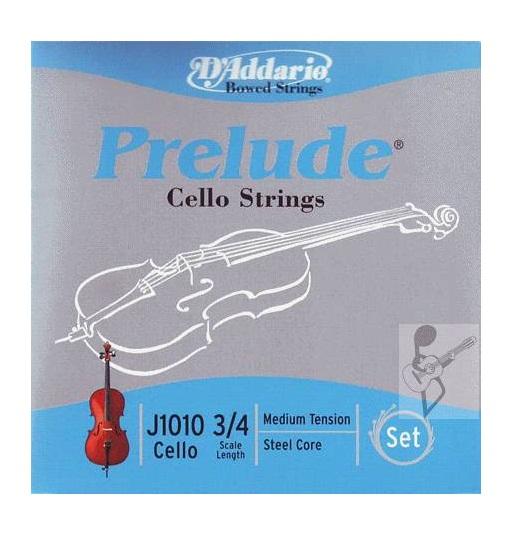 D'Addario®
Bowed Strings
Prelude®
Cello Strings
J1010 3/4 Medium Tension
Cello Scale Length Steel Core
Set